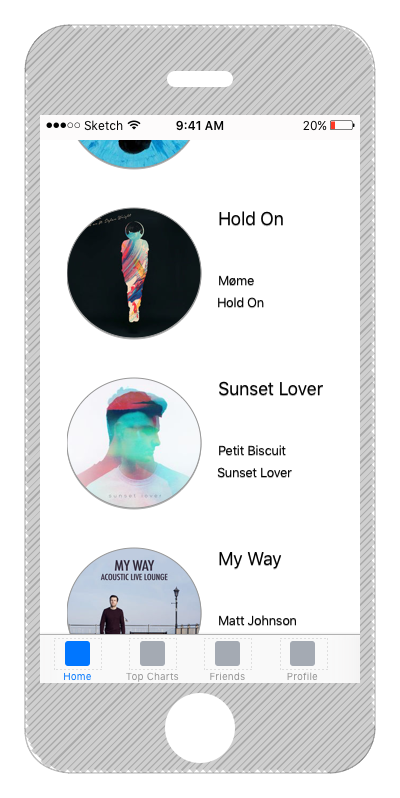 Sketch 9:41 AM 20%
Hold On
Møme
Hold On
Sunset Lover
Petit Biscuit
Sunset Lover
sunset lover
My Way
MY WAY
ACOUSTIC LIVE LOUNGE
Matt Johnson
Home Top Charts Friends Profile